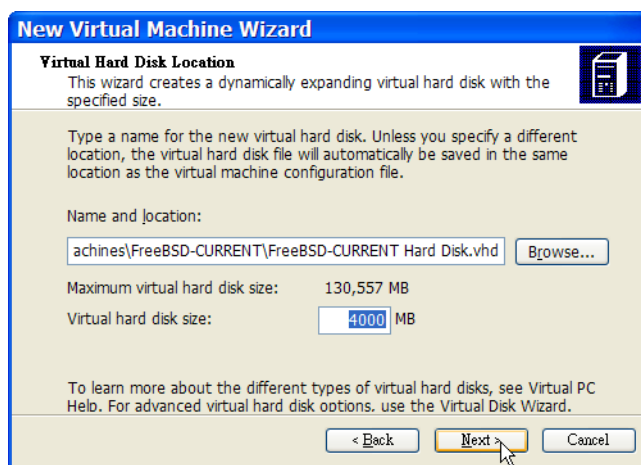 New Virtual Machine Wizard
Virtual Hard Disk Location
This wizard creates a dynamically expanding virtual hard disk with the
specified size.
Type a name for the new virtual hard disk. Unless you specify a different
location, the virtual hard disk file will automatically be saved in the same
location as the virtual machine configuration file.
Name and location:
achines\FreeBSD-CURRENT\FreeBSD-CURRENT Hard Disk.vhd
Browse...
Maximum virtual hard disk size: 130,557 MB
Virtual hard disk size: 4000 MB
To learn more about the different types of virtual hard disks, see Virtual PC
Help. For advanced virtual hard disk options, use the Virtual Disk Wizard.
< Back Next > Cancel